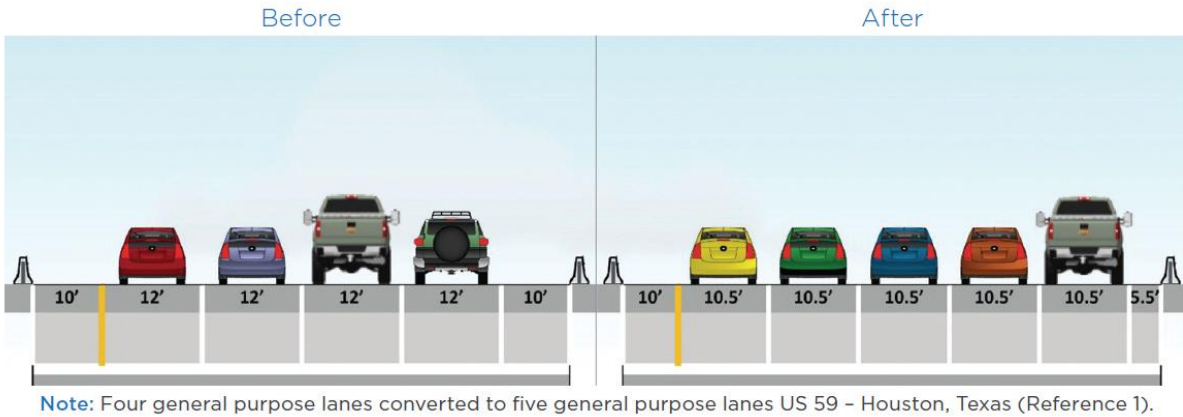 Before
After
10’ 12’ 12’ 12’ 12’ 10’
10’ 10.5’ 10.5’ 10.5’ 10.5’ 10.5’ 5.5’
Note: Four general purpose lanes converted to five general purpose lanes US 59 – Houston, Texas (Reference 1).